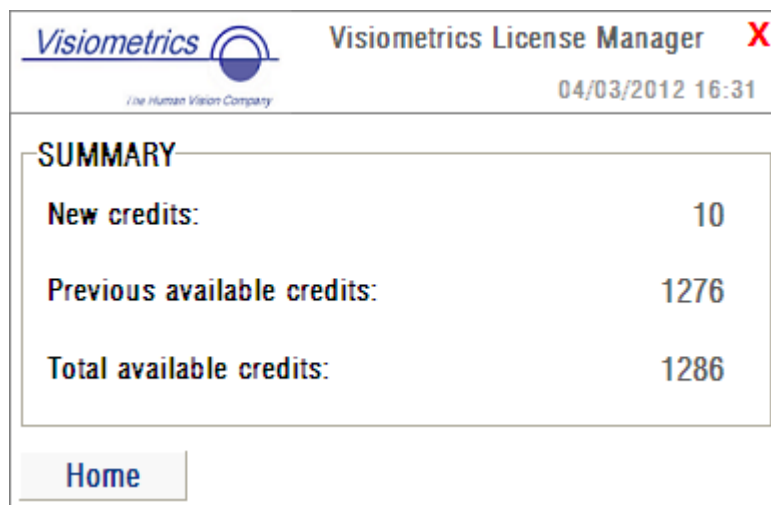 Visiometrics
The Human Vision Company
Visiometrics License Manager X
04/03/2012 16:31
SUMMARY
New credits: 10
Previous available credits: 1276
Total available credits: 1286
Home